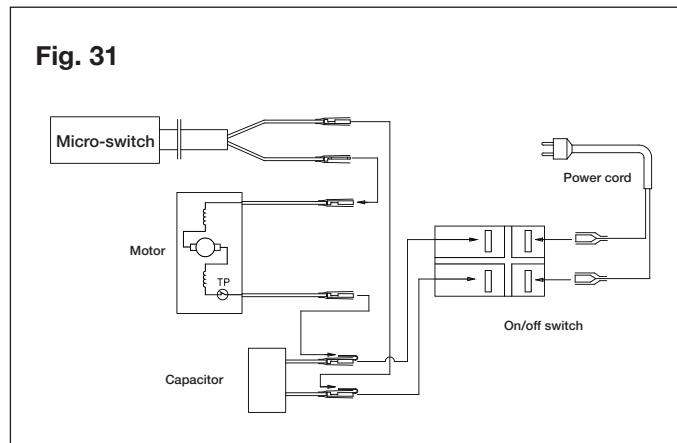 Fig. 31
Micro-switch
Power cord
Motor
TP
On/off switch
Capacitor